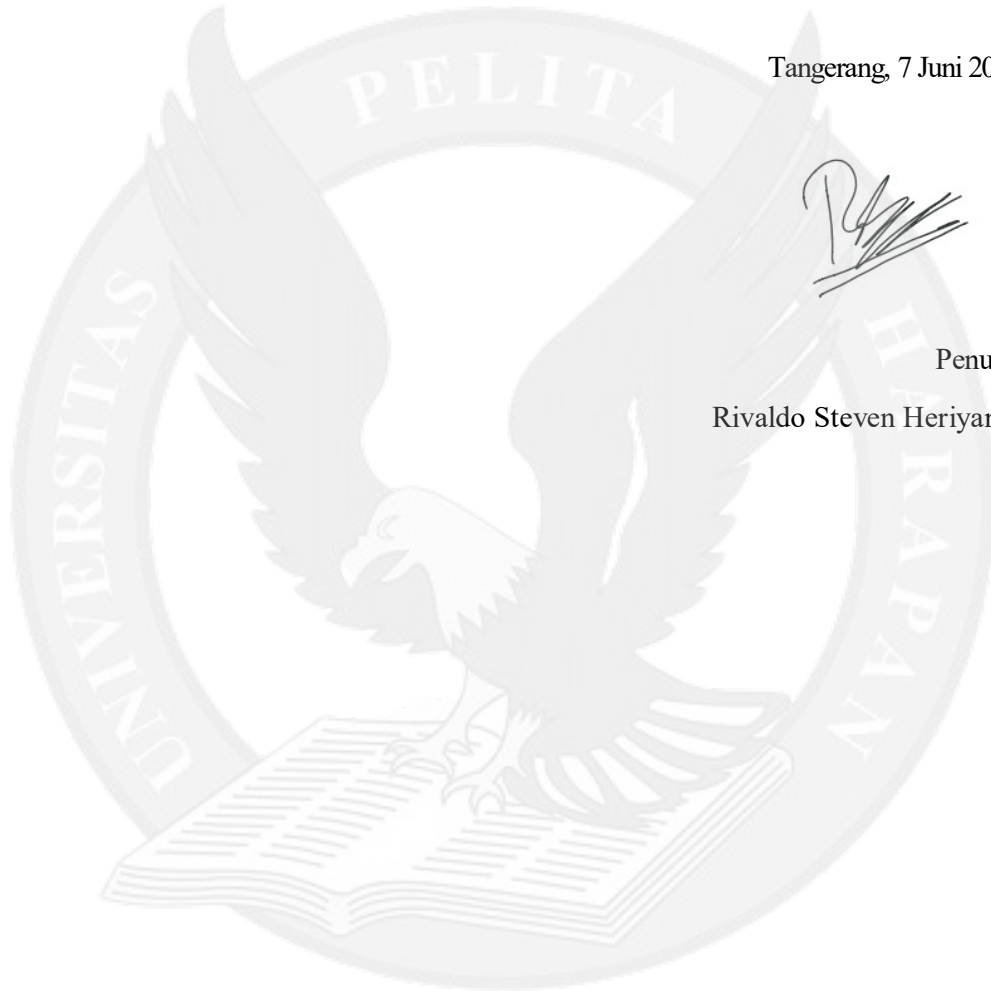 PELITA
Tangerang, 7 Juni 20
UNIVERSITAS
HARAPAN
Penu
Rivaldo Steven Heriyan